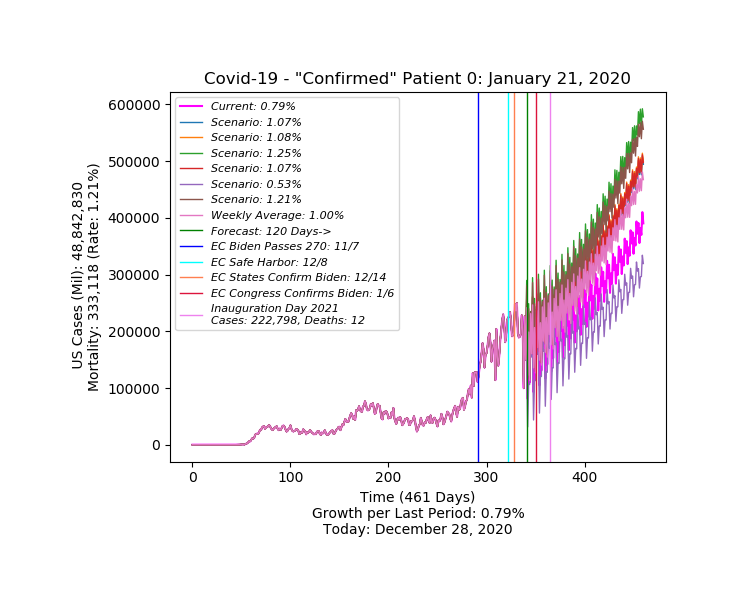 Covid-19 - "Confirmed" Patient 0: January 21, 2020
US Cases (Mil): 48,842,830
Mortality: 333,118 (Rate: 1.21%)
600000
500000
400000
300000
200000
100000
0
Current: 0.79%
Scenario: 1.07%
Scenario: 1.08%
Scenario: 1.25%
Scenario: 1.07%
Scenario: 0.53%
Scenario: 1.21%
Weekly Average: 1.00%
Forecast: 120 Days->
EC Biden Passes 270: 11/7
EC Safe Harbor: 12/8
EC States Confirm Biden: 12/14
EC Congress Confirms Biden: 1/6
Inauguration Day 2021
Cases: 222,798, Deaths: 12
0 100 200 300 400
Time (461 Days)
Growth per Last Period: 0.79%
Today: December 28, 2020